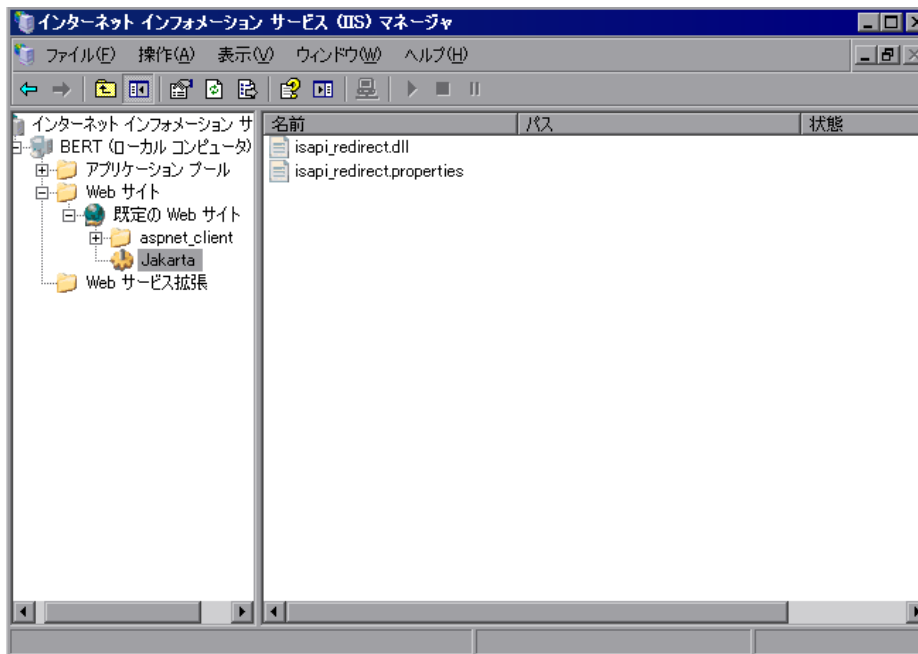 インターネット インフォメーション サービス (IIS) マネージャ
ファイル(F) 操作(A) 表示(V) ウィンドウ(W) ヘルプ(H)
インターネット インフォメーション サ
名前 パス 状態
BERT (ローカル コンピュータ)
isapi_redirect.dll
アプリケーション プール
isapi_redirect.properties
Web サイト
既定の Web サイト
aspnet_client
Jakarta
Web サービス拡張